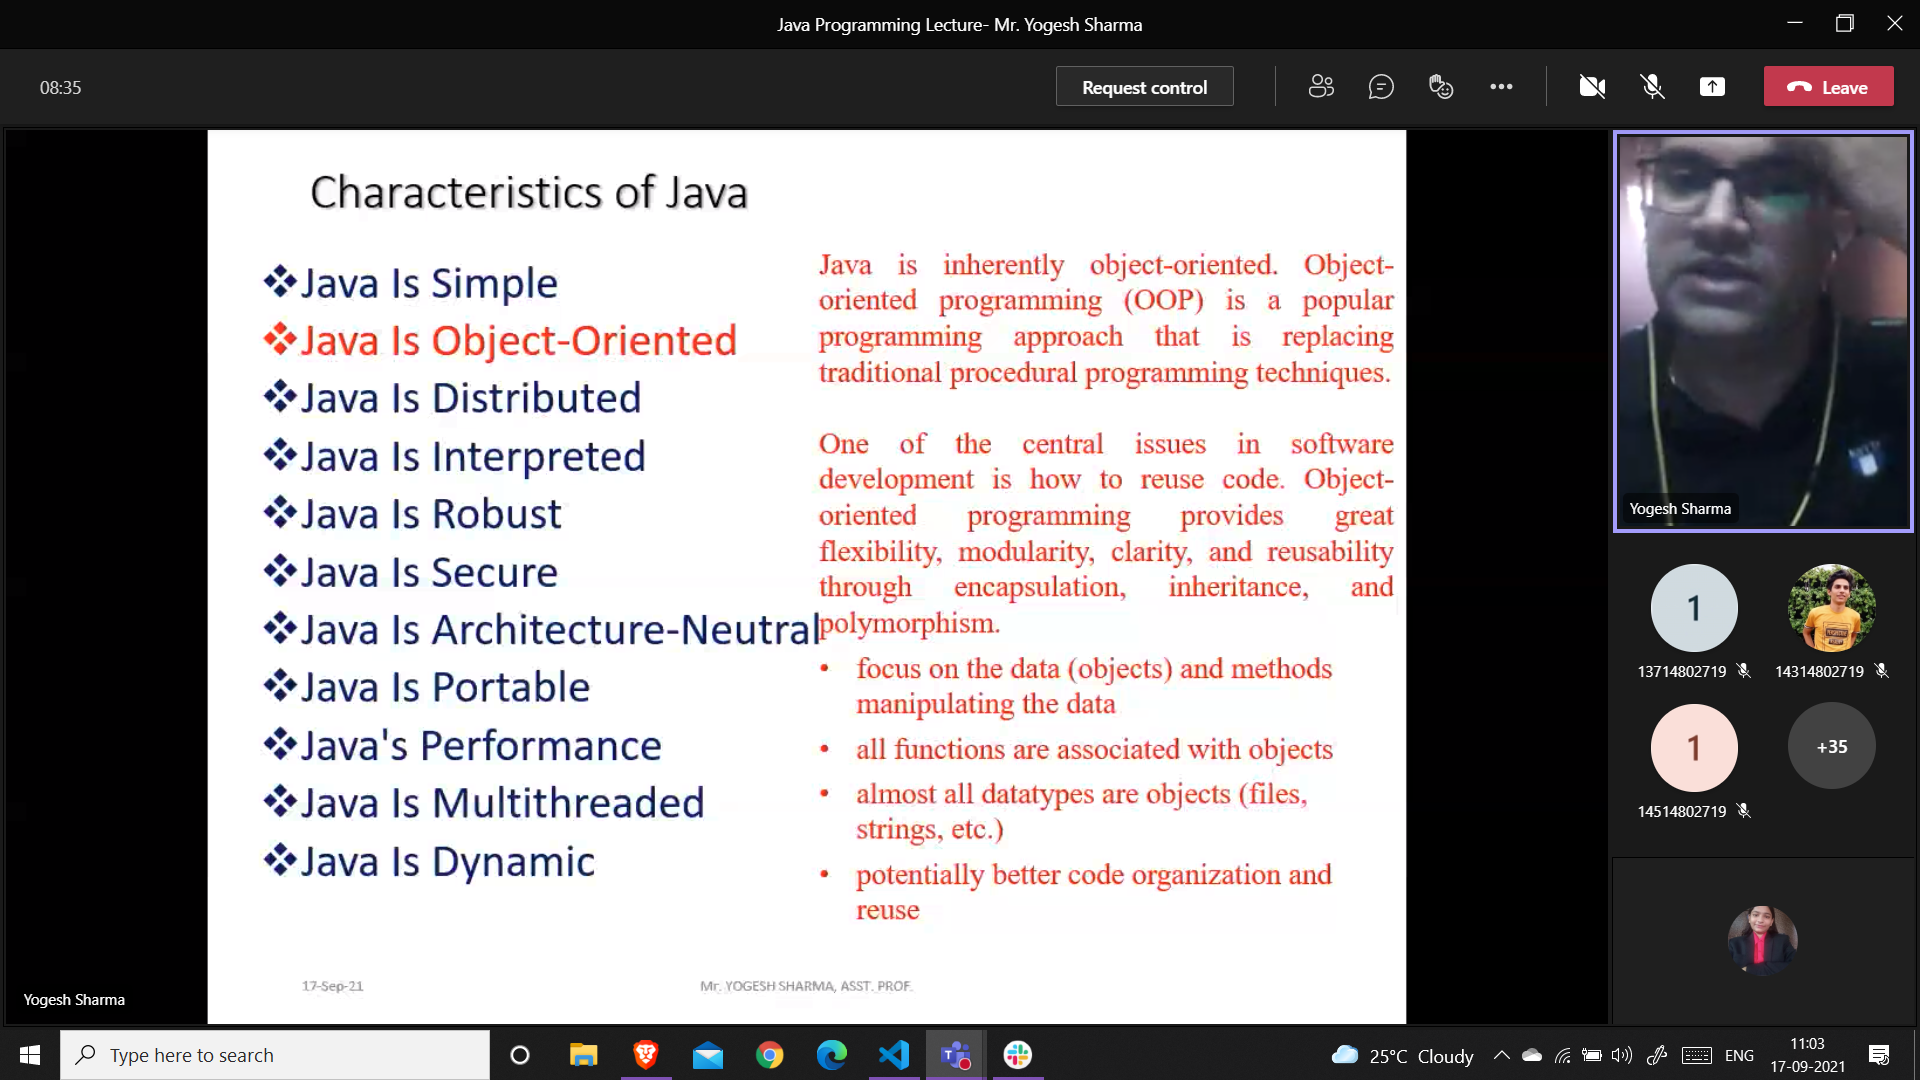 Java Programming Lecture- Mr. Yogesh Sharma
08:35
Request control
Leave
Characteristics of Java
❖Java Is Simple
❖Java Is Object-Oriented
❖Java Is Distributed
❖Java Is Interpreted
❖Java Is Robust
❖Java Is Secure
❖Java Is Architecture-Neutral
❖Java Is Portable
❖Java's Performance
❖Java Is Multithreaded
❖Java Is Dynamic
Java is inherently object-oriented. Object-
oriented programming (OOP) is a popular
programming approach that is replacing
traditional procedural programming techniques.
One of the central issues in software
development is how to reuse code. Object-
oriented programming provides great
flexibility, modularity, clarity, and reusability
through encapsulation, inheritance, and
polymorphism.
• focus on the data (objects) and methods
manipulating the data
• all functions are associated with objects
• almost all datatypes are objects (files,
strings, etc.)
• potentially better code organization and
reuse
17-Sep-21
Mr. YOGESH SHARMA, ASST. PROF.
Yogesh Sharma
Yogesh Sharma
1
13714802719
14314802719
1
14514802719
+35
Type here to search
25°C Cloudy
ENG
11:03
17-09-2021